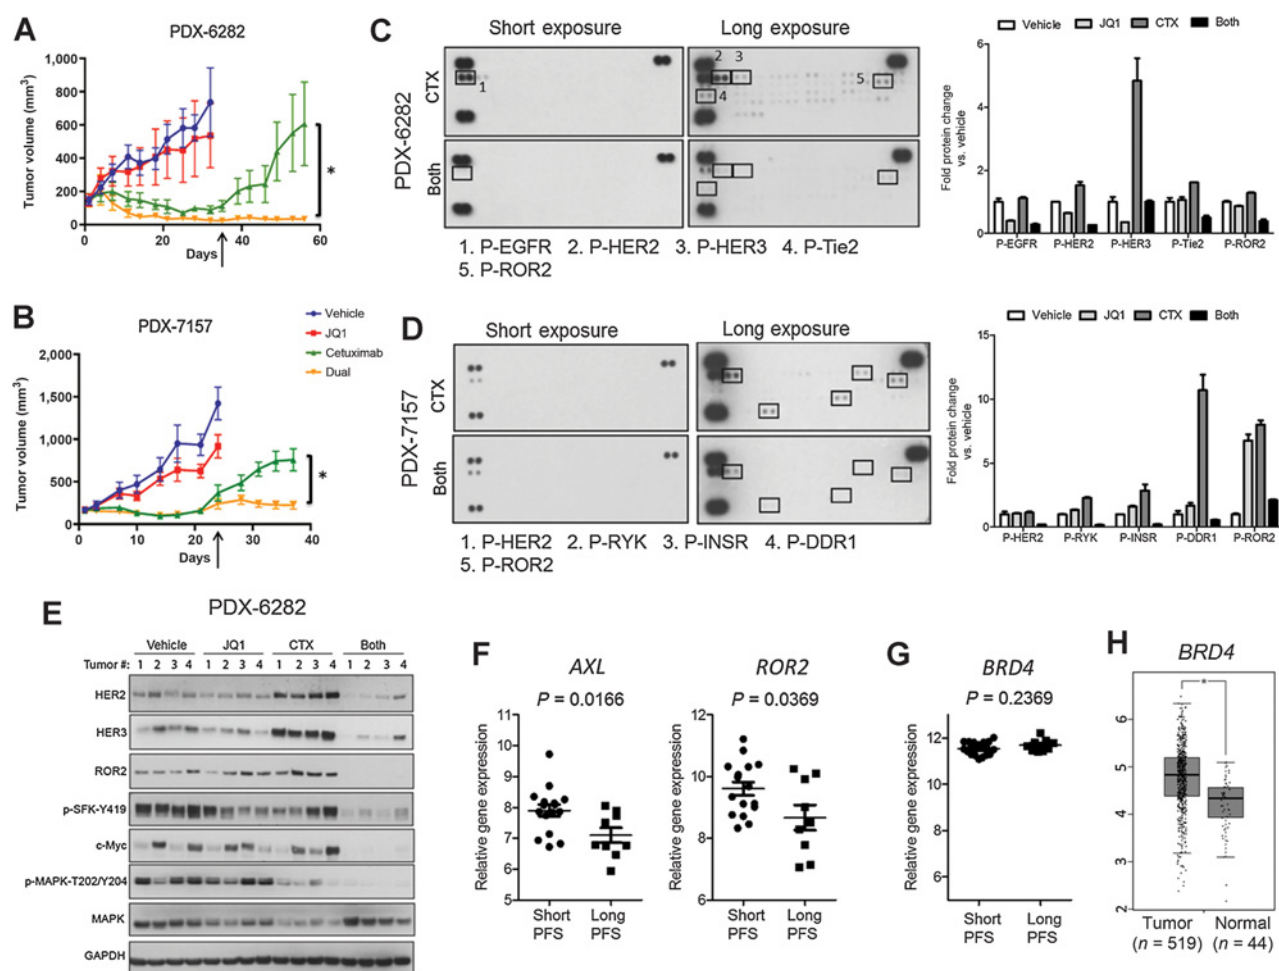 A
PDX-6282
Tumor volume (mm³)
1,000
800
600
400
200
0
0 20 40 60
Days
*
B
PDX-7157
Vehicle
JQ1
Cetuximab
Dual
Tumor volume (mm³)
2,000
1,500
1,000
500
0
0 10 20 30 40
Days
*
C
Short exposure Long exposure
PDX-6282
CTX
Both
1
2 3
4
5
1. P-EGFR 2. P-HER2 3. P-HER3 4. P-Tie2
5. P-ROR2
Vehicle JQ1 CTX Both
Fold protein change
vs. vehicle
6
4
2
0
P-EGFR P-HER2 P-HER3 P-Tie2 P-ROR2
D
Short exposure Long exposure
PDX-7157
CTX
Both
1. P-HER2 2. P-RYK 3. P-INSR 4. P-DDR1
5. P-ROR2
Vehicle JQ1 CTX Both
Fold protein change
vs. vehicle
15
10
5
0
P-HER2 P-RYK P-INSR P-DDR1 P-ROR2
E
PDX-6282
Vehicle JQ1 CTX Both
Tumor #: 1 2 3 4 1 2 3 4 1 2 3 4 1 2 3 4
HER2
HER3
ROR2
p-SFK-Y419
c-Myc
p-MAPK-T202/Y204
MAPK
GAPDH
F
AXL
P = 0.0166
Relative gene expression
11
10
9
8
7
6
5
Short Long
PFS PFS
ROR2
P = 0.0369
Relative gene expression
12
10
8
6
Short Long
PFS PFS
G
BRD4
P = 0.2369
Relative gene expression
12
10
8
6
Short Long
PFS PFS
H
BRD4
*
6
5
4
3
2
Tumor Normal
(n = 519) (n = 44)